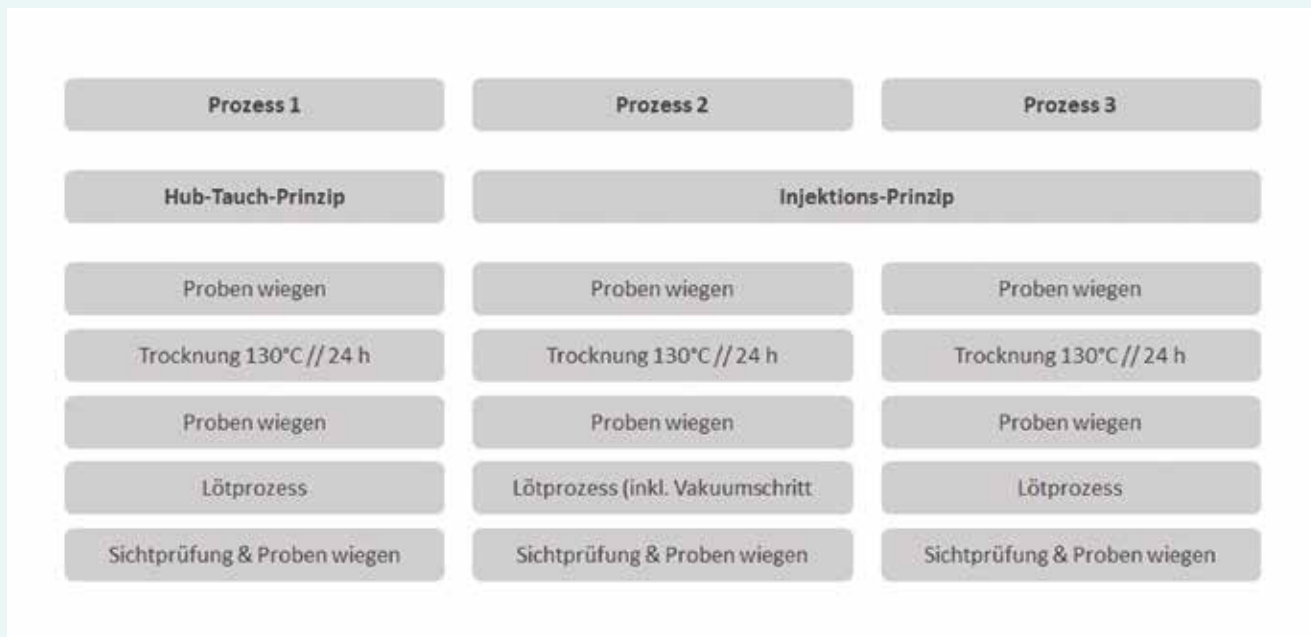 Prozess 1
Prozess 2
Prozess 3
Hub-Tauch-Prinzip
Injektions-Prinzip
Proben wiegen
Proben wiegen
Proben wiegen
Trocknung 130°C // 24 h
Trocknung 130°C // 24 h
Trocknung 130°C // 24 h
Proben wiegen
Proben wiegen
Proben wiegen
Lötprozess
Lötprozess (inkl. Vakuumschritt
Lötprozess
Sichtprüfung & Proben wiegen
Sichtprüfung & Proben wiegen
Sichtprüfung & Proben wiegen